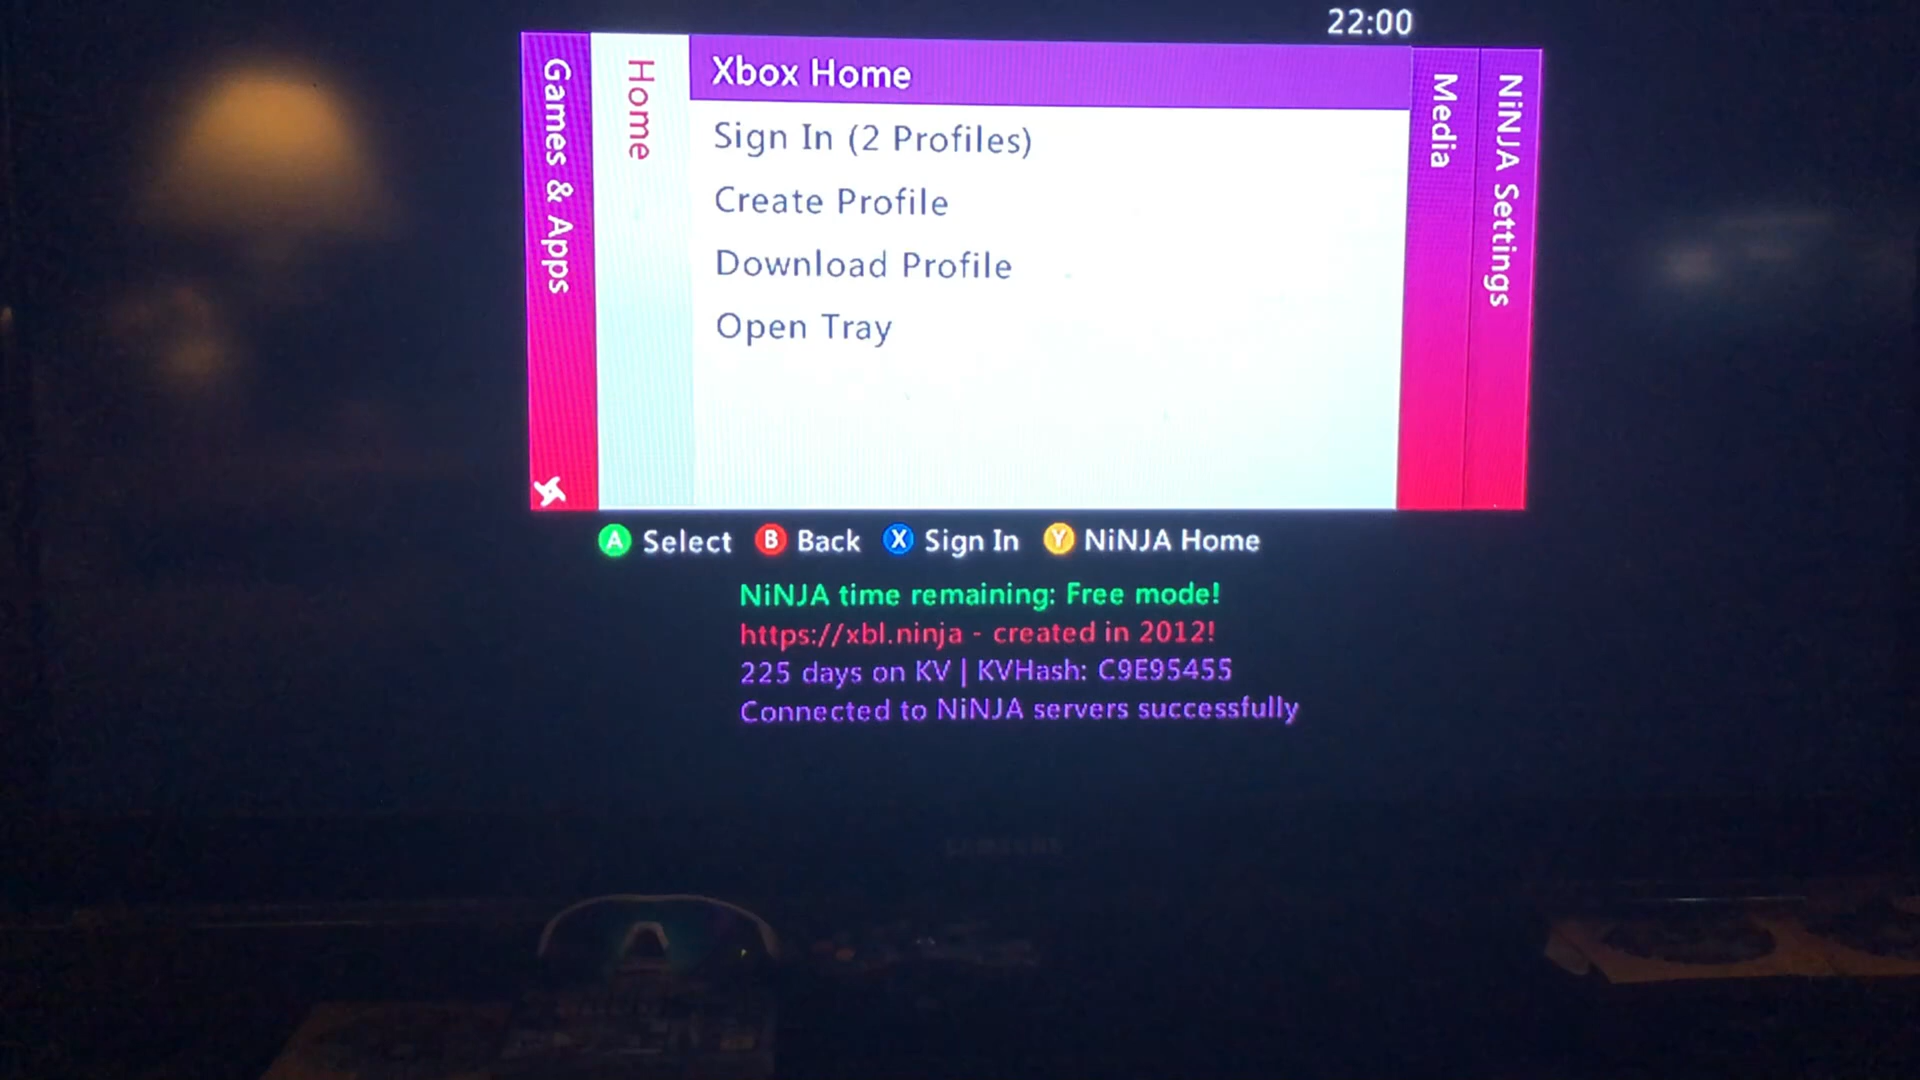 22:00
Games & Apps
Home
Xbox Home
Sign In (2 Profiles)
Create Profile
Download Profile
Open Tray
Media
NiNJA Settings
A Select B Back X Sign In Y NiNJA Home
NiNJA time remaining: Free mode!
https://xbl.ninja - created in 2012!
225 days on KV | KVHash: C9E95455
Connected to NiNJA servers successfully
SAMSUNG